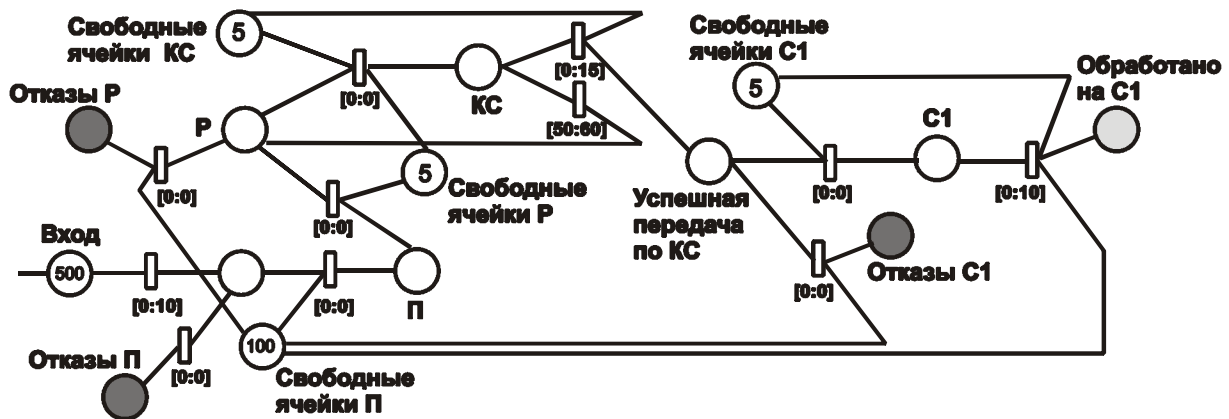 Свободные
ячейки КС
5
[0:0]
КС
[0:15]
[50:60]
Свободные
ячейки С1
5
Обработано
на С1
С1
[0:0]
[0:10]
Отказы Р
Р
[0:0]
5
Свободные
ячейки Р
[0:0]
Успешная
передача
по КС
Отказы С1
[0:0]
Вход
500
[0:10]
[0:0]
П
Отказы П
[0:0]
100
Свободные
ячейки П